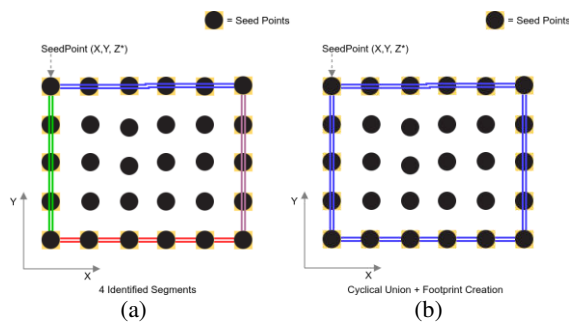 = Seed Points
= Seed Points
SeedPoint (X,Y, Z*)
SeedPoint (X,Y, Z*)
Y
Y
X
X
4 Identified Segments
Cyclical Union + Footprint Creation
(a)
(b)